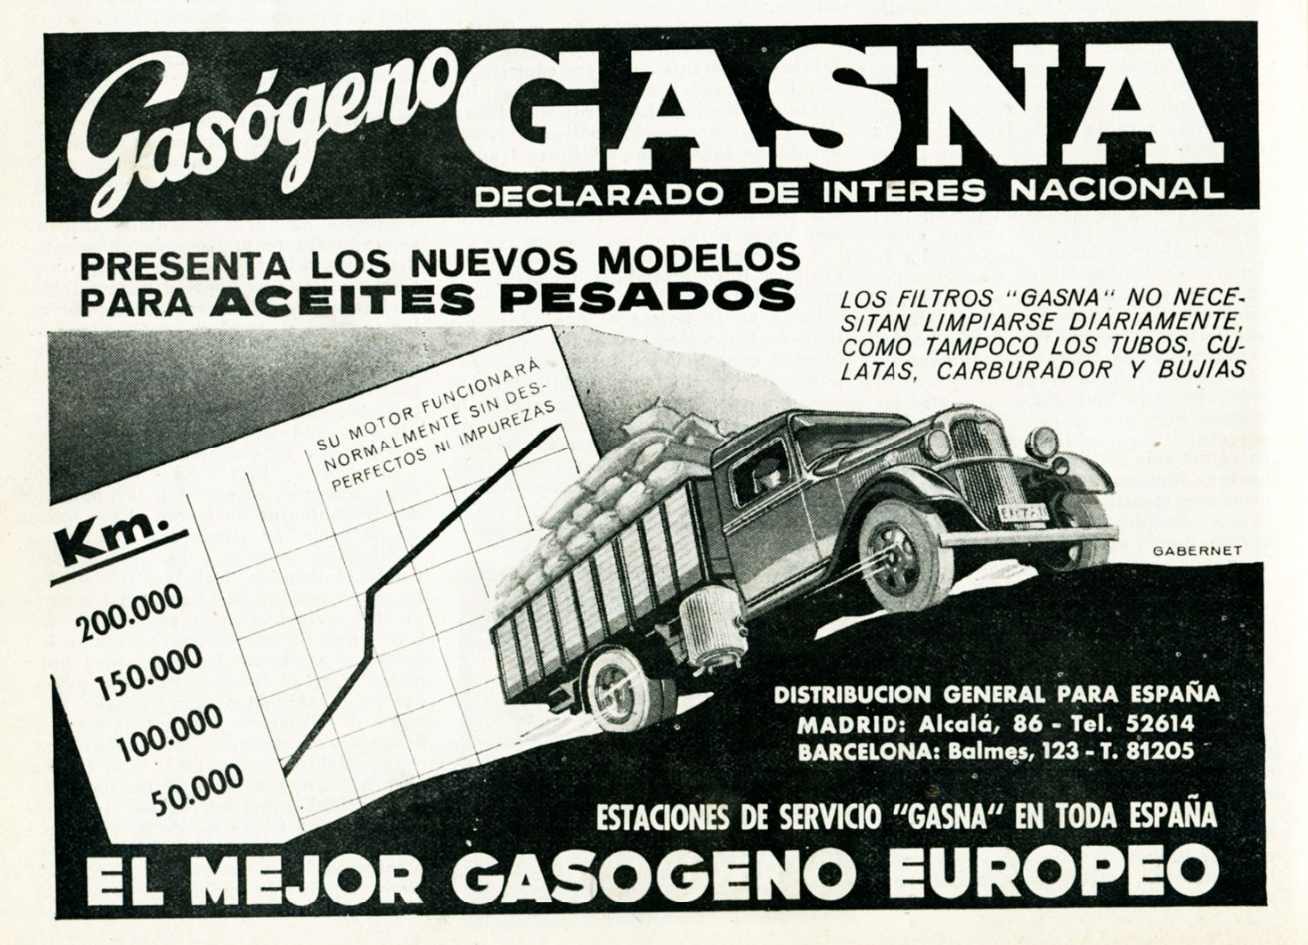 Gasógeno GASNA
DECLARADO DE INTERES NACIONAL
PRESENTA LOS NUEVOS MODELOS
PARA ACEITES PESADOS
LOS FILTROS “GASNA“ NO NECE-
SITAN LIMPIARSE DIARIAMENTE,
COMO TAMPOCO LOS TUBOS, CU-
LATAS, CARBURADOR Y BUJIAS
SU MOTOR FUNCIONARÁ
NORMALMENTE SIN DES-
PERFECTOS NI IMPUREZAS
Km.
200.000
150.000
100.000
50.000
GABERNET
DISTRIBUCION GENERAL PARA ESPAÑA
MADRID: Alcalá, 86 - Tel. 52614
BARCELONA: Balmes, 123 - T. 81205
ESTACIONES DE SERVICIO “GASNA“ EN TODA ESPAÑA
EL MEJOR GASOGENO EUROPEO